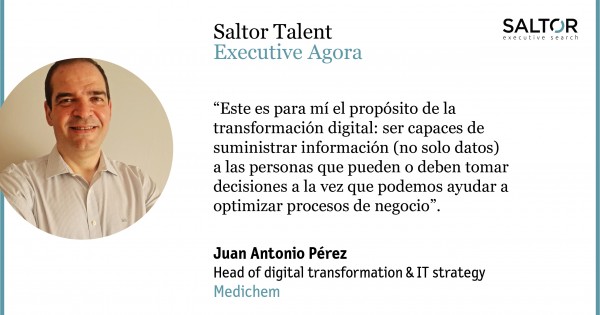 Saltor Talent
Executive Agora
SALTOR
executive search
“Este es para mí el propósito de la
transformación digital: ser capaces de
suministrar información (no solo datos)
a las personas que pueden o deben tomar
decisiones a la vez que podemos ayudar a
optimizar procesos de negocio”.
Juan Antonio Pérez
Head of digital transformation & IT strategy
Medichem